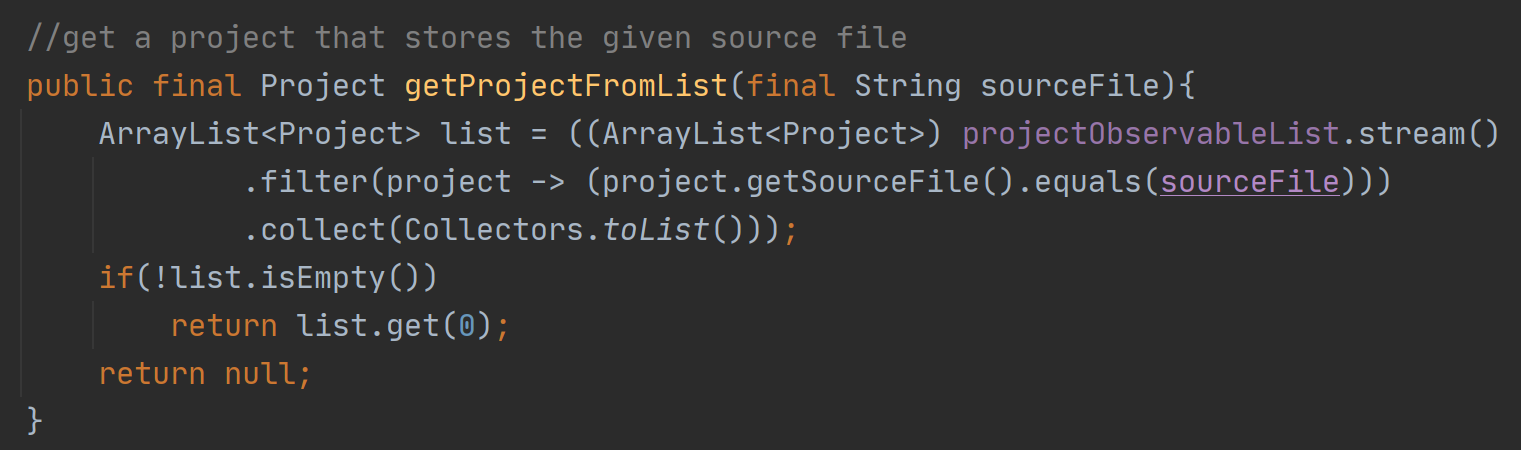 //get a project that stores the given source file
public final Project getProjectFromList(final String sourceFile){
ArrayList<Project> list = ((ArrayList<Project>) projectObservableList.stream()
.filter(project -> (project.getSourceFile().equals(sourceFile)))
.collect(Collectors.toList()));
if(!list.isEmpty())
return list.get(0);
return null;
}